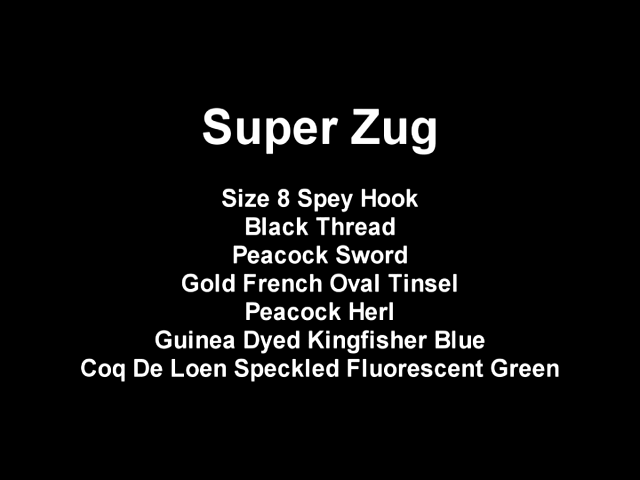 Super Zug
Size 8 Spey Hook
Black Thread
Peacock Sword
Gold French Oval Tinsel
Peacock Herl
Guinea Dyed Kingfisher Blue
Coq De Loen Speckled Fluorescent Green